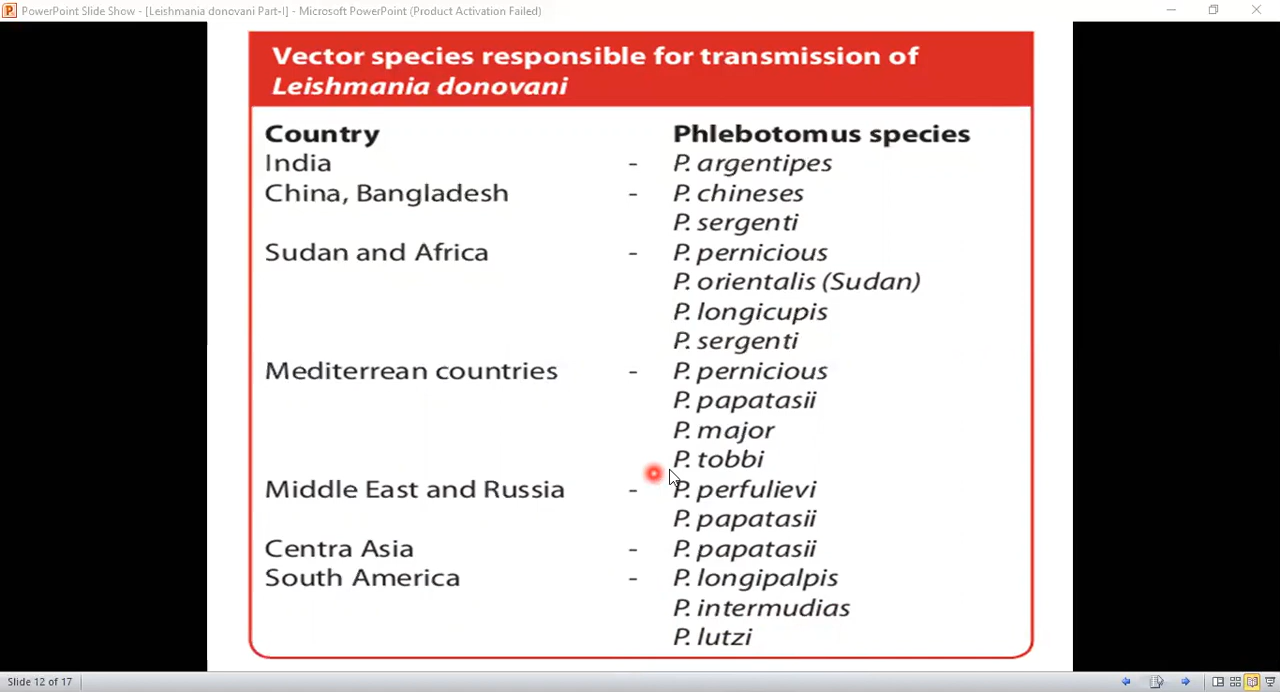 PowerPoint Slide Show - [Leishmania donovani Part-I] - Microsoft PowerPoint (Product Activation Failed)
Vector species responsible for transmission of
Leishmania donovani
Country Phlebotomus species
India - P. argentipes
China, Bangladesh - P. chineses
P. sergenti
Sudan and Africa - P. pernicious
P. orientalis (Sudan)
P. longicupis
P. sergenti
Mediterrean countries - P. pernicious
P. papatasii
P. major
P. tobbi
Middle East and Russia - P. perfulievi
P. papatasii
Centra Asia - P. papatasii
South America - P. longipalpis
P. intermudias
P. lutzi
Slide 12 of 17